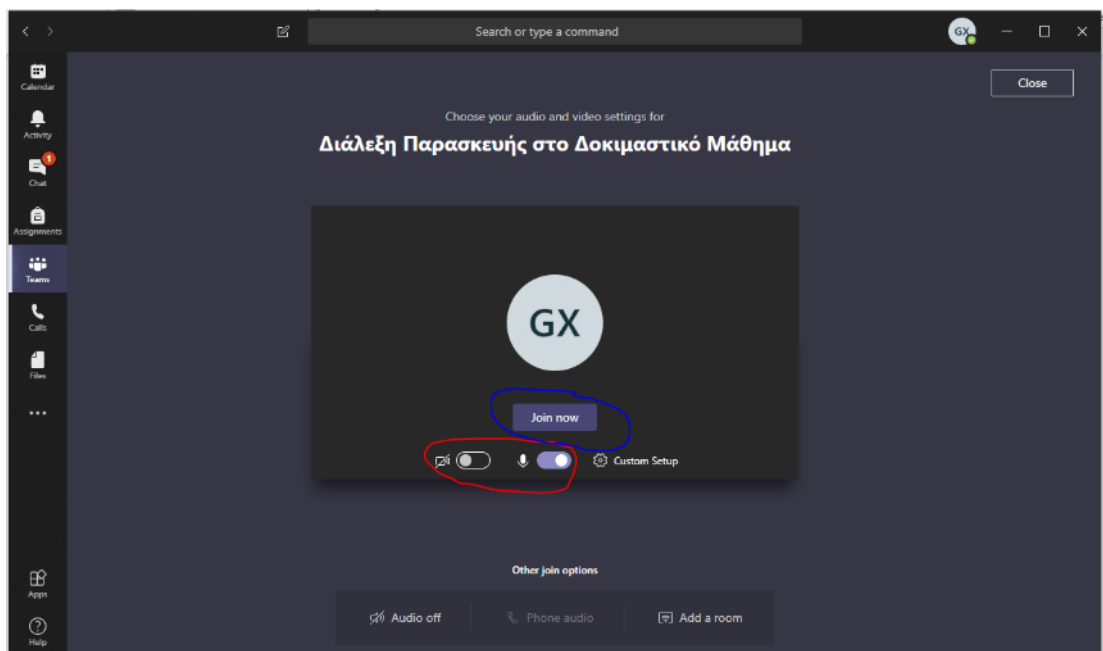 Search or type a command
GX
Calendar
Activity
1
Chat
Assignments
Teams
Calls
Files
Apps
Help
Close
Choose your audio and video settings for
Διάλεξη Παρασκευής στο Δοκιμαστικό Μάθημα
GX
Join now
Custom Setup
Other join options
Audio off
Phone audio
Add a room